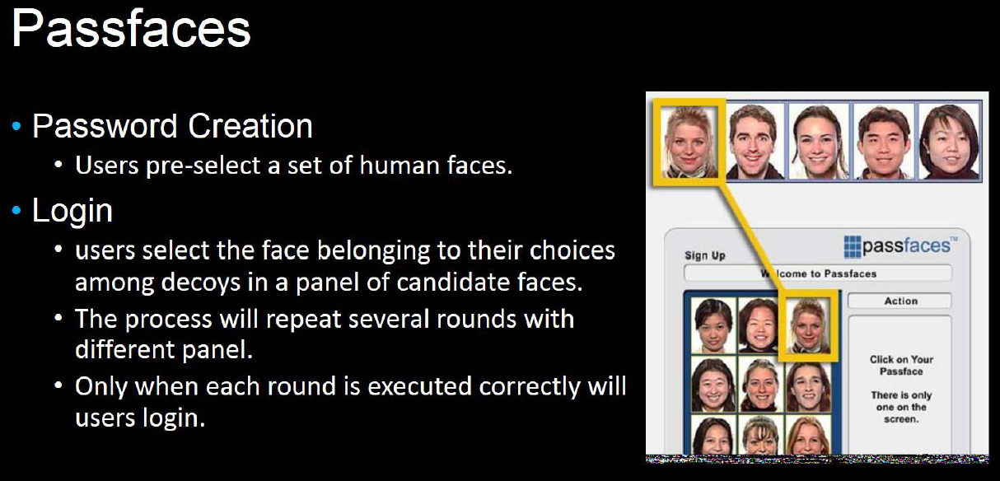 Passfaces
• Password Creation
• Users pre-select a set of human faces.
• Login
• users select the face belonging to their choices
among decoys in a panel of candidate faces.
• The process will repeat several rounds with
different panel.
• Only when each round is executed correctly will
users login.
passfaces™
Sign Up
Welcome to Passfaces
Action
Click on Your
Passface
There is only
one on the
screen.